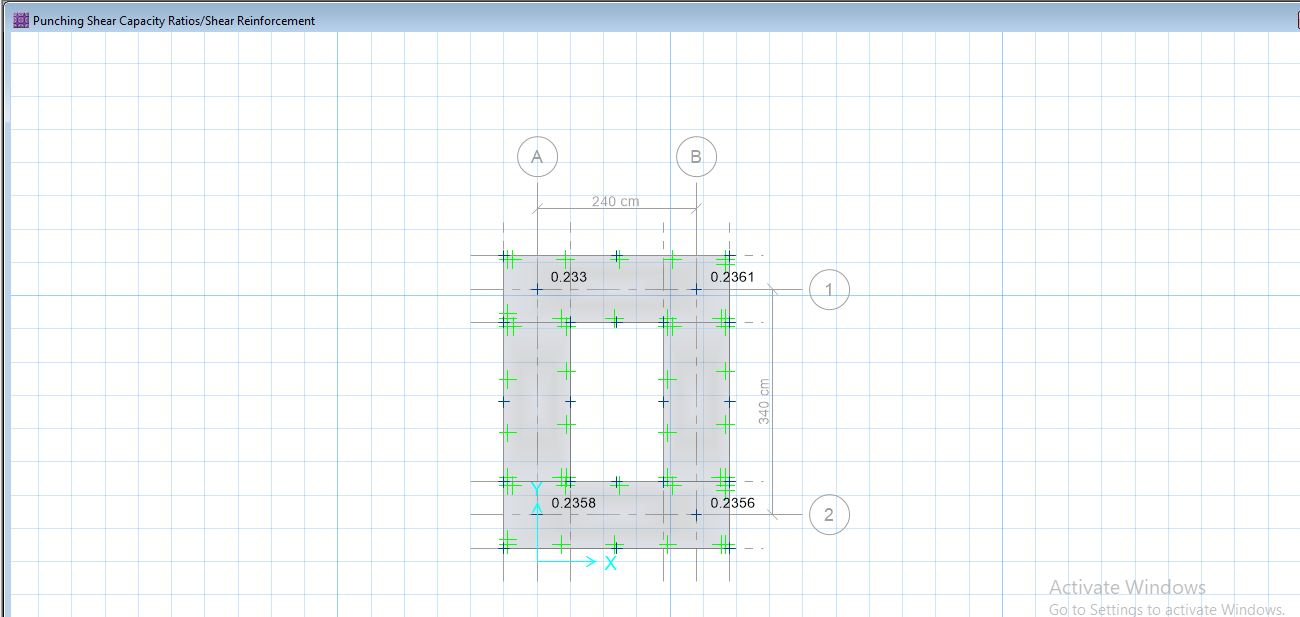 Punching Shear Capacity Ratios/Shear Reinforcement
A
B
240 cm
0.233
0.2361
1
340 cm
Y
0.2358
0.2356
2
X
Activate Windows
Go to Settings to activate Windows.